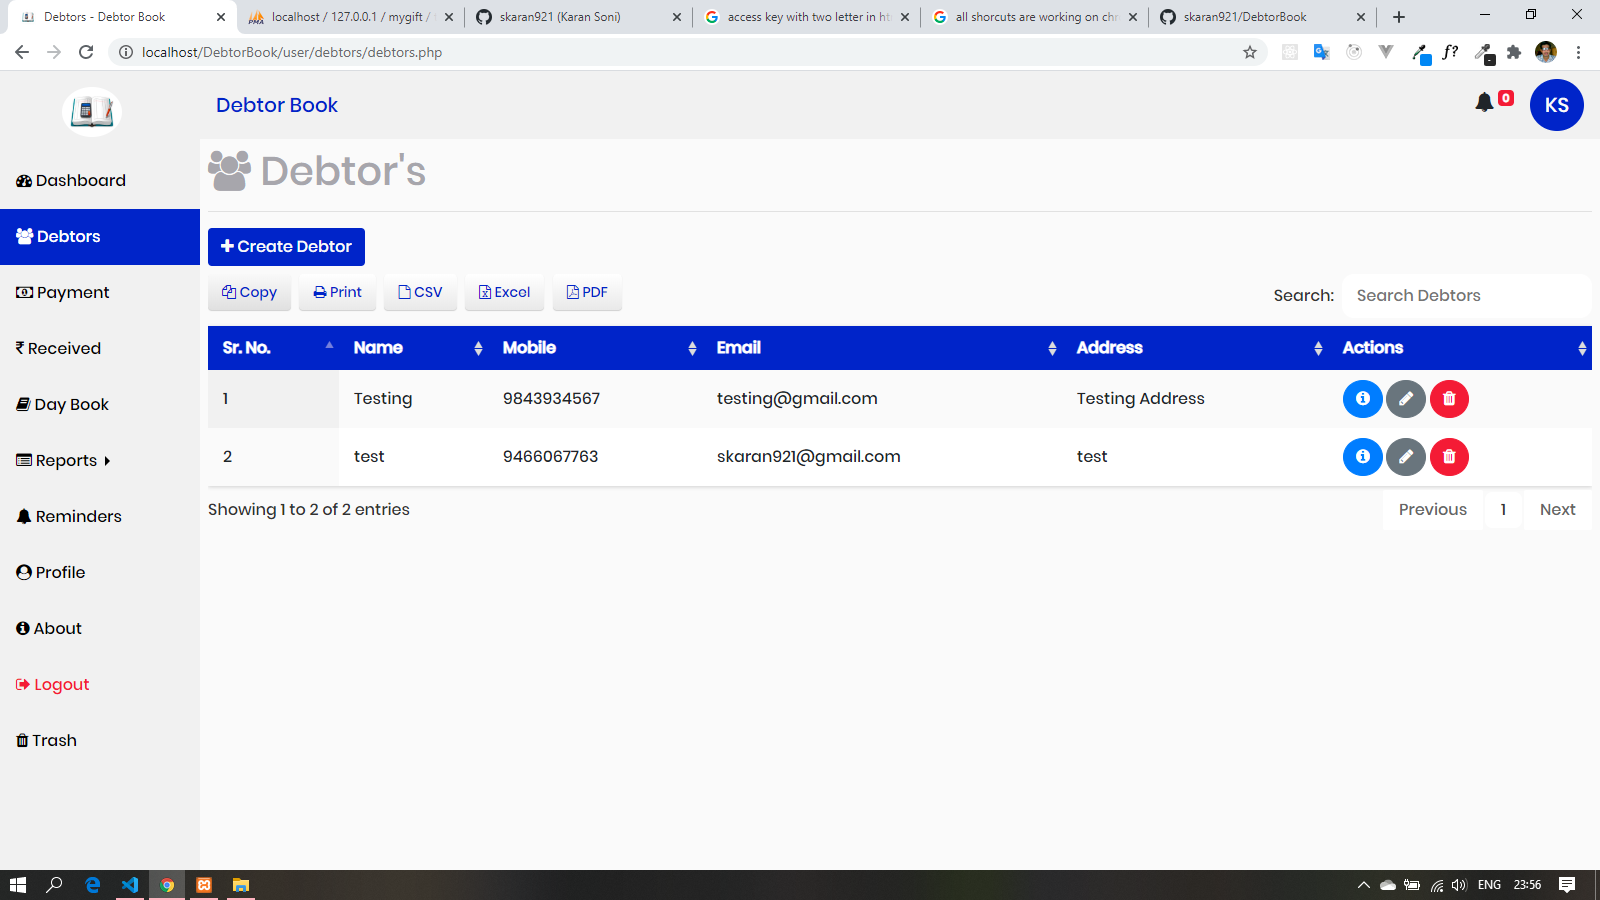 Debtors - Debtor Book
localhost / 127.0.0.1 / mygift /
skaran921 (Karan Soni)
access key with two letter in ht
all shorcuts are working on chr
skaran921/DebtorBook
localhost/DebtorBook/user/debtors/debtors.php
f?
Debtor Book
0
KS
Dashboard
Debtors
Payment
Received
Day Book
Reports
Reminders
Profile
About
Logout
Trash
Debtor's
Create Debtor
Copy Print CSV Excel PDF
Search: Search Debtors
Sr. No. Name Mobile Email Address Actions
1 Testing 9843934567 testing@gmail.com Testing Address
2 test 9466067763 skaran921@gmail.com test
Showing 1 to 2 of 2 entries
Previous 1 Next
ENG 23:56